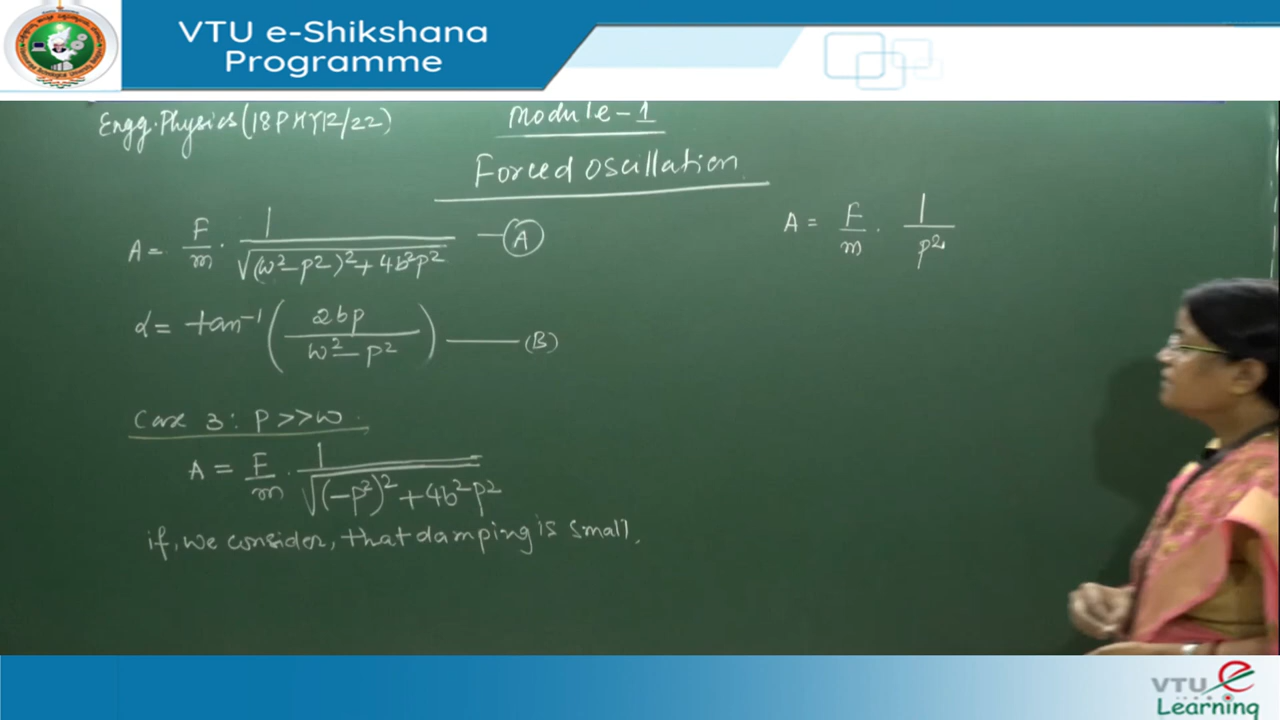 VTU e-Shikshana
Programme
Engg. Physics (18PHY12/22)
Module-1
Forced oscillation
A = F/m · 1/√(ω²-p²)²+4b²p² — (A)
α = tan⁻¹(2bp/ω²-p²) — (B)
Case 3: P>>ω
A = F/m · 1/√(-p²)²+4b²p²
if, we consider, that damping is small.
A = F/m · 1/p²
VTU e
Learning